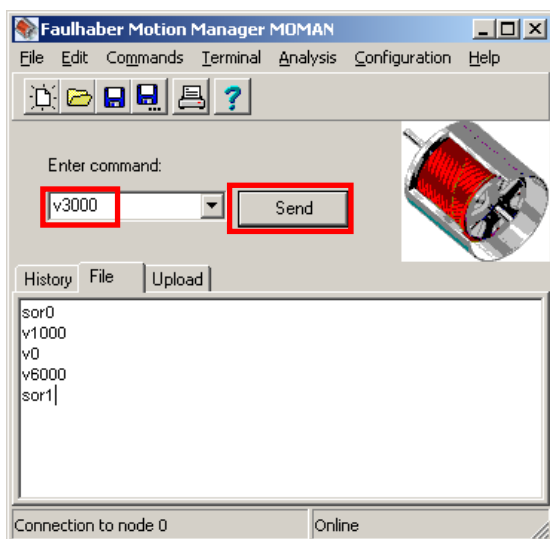 Faulhaber Motion Manager MOMAN
File Edit Commands Terminal Analysis Configuration Help
Enter command:
v3000 Send
History File Upload
sor0
v1000
v0
v6000
sor1
Connection to node 0 Online